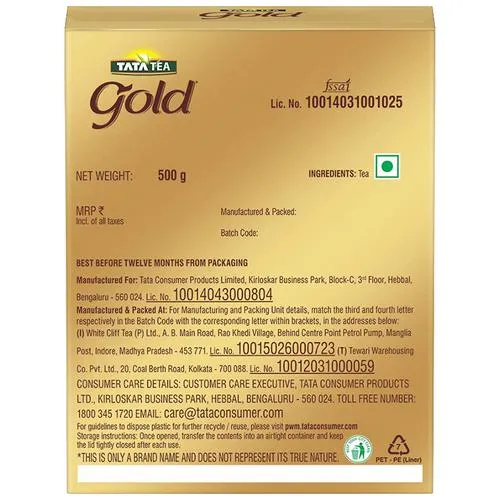 TATA TEA
gold
fssai
Lic. No. 10014031001025
NET WEIGHT: 500 g
INGREDIENTS: Tea
MRP ₹
Incl. of all taxes
Manufactured & Packed:
Batch Code:
BEST BEFORE TWELVE MONTHS FROM PACKAGING
Manufactured For: Tata Consumer Products Limited, Kirloskar Business Park, Block-C, 3rd Floor, Hebbal,
Bengaluru - 560 024. Lic. No. 10014043000804
Manufactured & Packed At: For Manufacturing and Packing Unit details, match the third and fourth letter
respectively in the Batch Code with the corresponding letter within brackets, in the addresses below:
(I) White Cliff Tea (P) Ltd., A. B. Main Road, Rao Khedi Village, Behind Centre Point Petrol Pump, Manglia
Post, Indore, Madhya Pradesh - 453 771. Lic. No. 10015026000723 (T) Tewari Warehousing
Co. Pvt. Ltd., 20, Coal Berth Road, Kolkata - 700 088. Lic. No. 10012031000059
CONSUMER CARE DETAILS: CUSTOMER CARE EXECUTIVE, TATA CONSUMER PRODUCTS
LTD., KIRLOSKAR BUSINESS PARK, HEBBAL, BENGALURU - 560 024. TOLL FREE NUMBER:
1800 345 1720 EMAIL: care@tataconsumer.com
For guidelines to dispose plastic for further recycle / reuse, please visit pwm.tataconsumer.com
Storage instructions: Once opened, transfer the contents into an airtight container and keep
the lid tightly closed after each use.
*THIS IS ONLY A BRAND NAME AND DOES NOT REPRESENT ITS TRUE NATURE.
7
PET - PE (Liner)